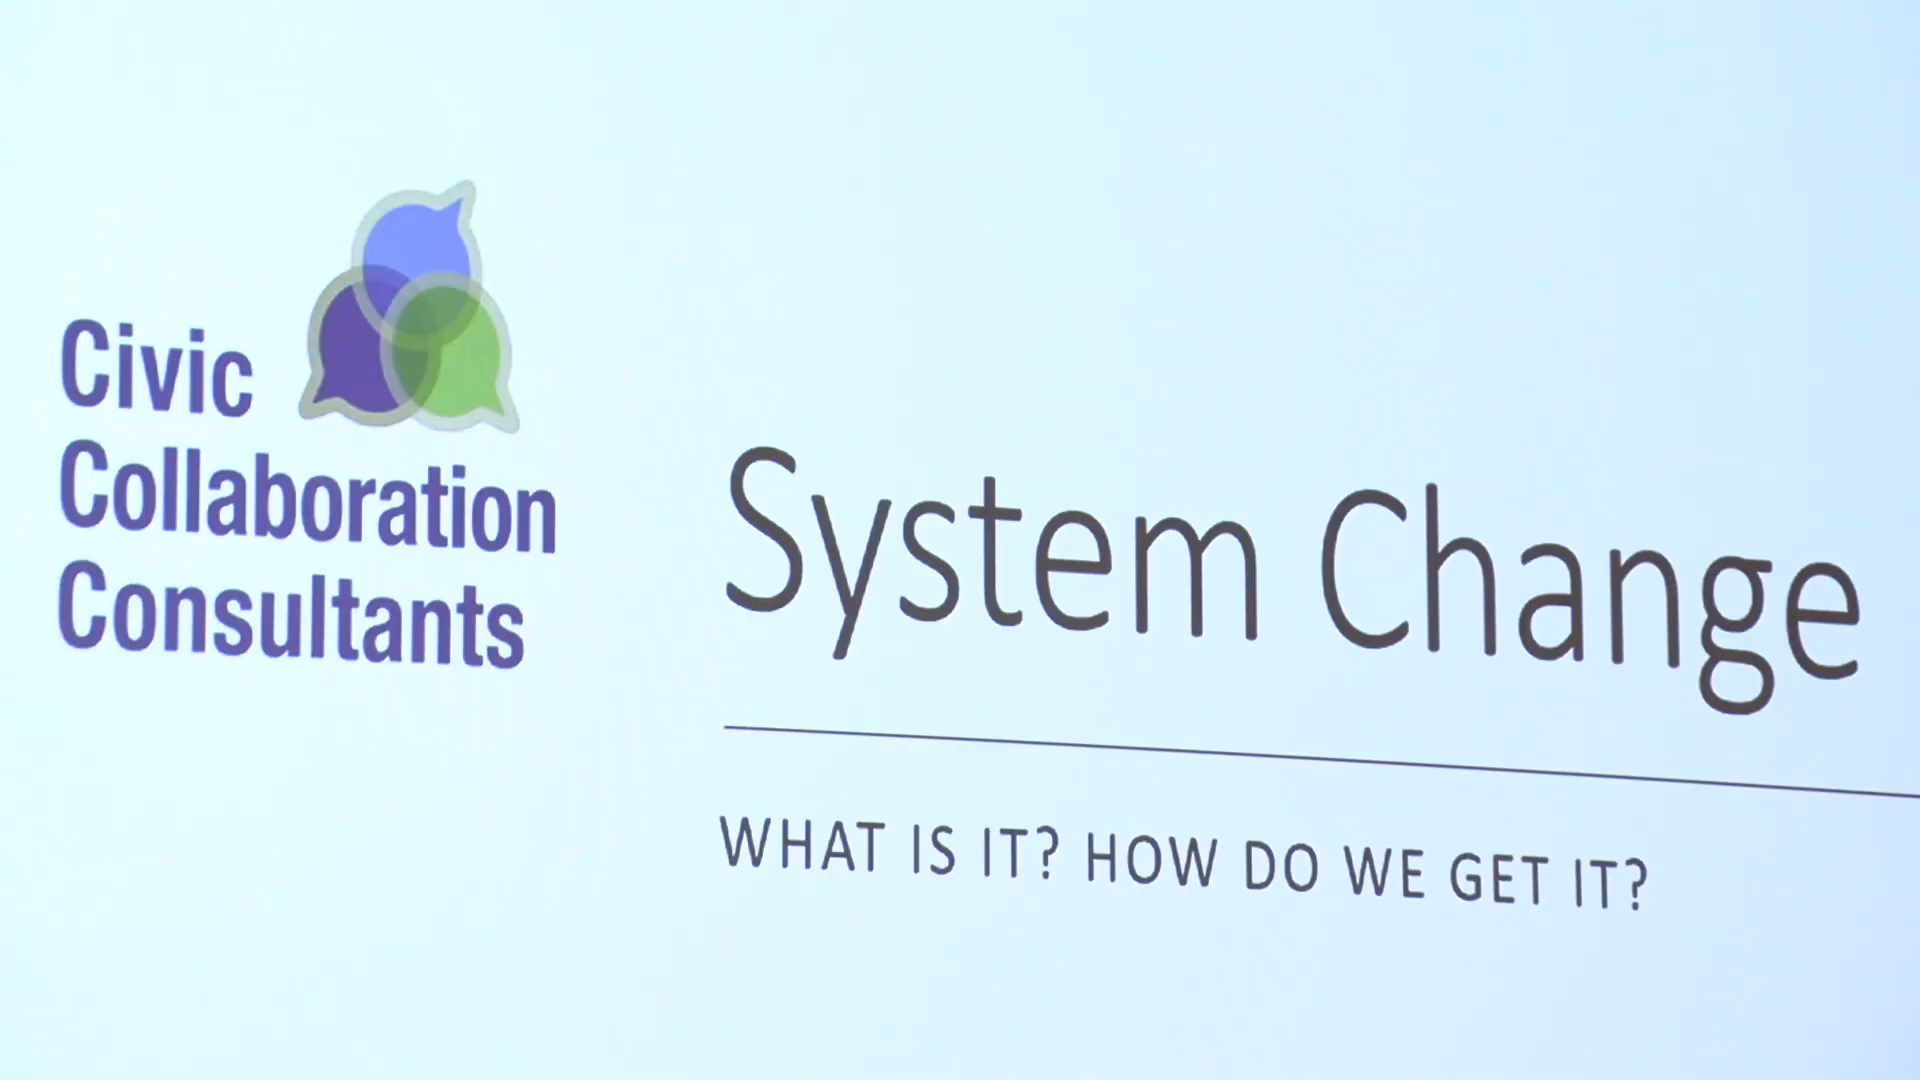 Civic
Collaboration
Consultants
System Change
WHAT IS IT? HOW DO WE GET IT?